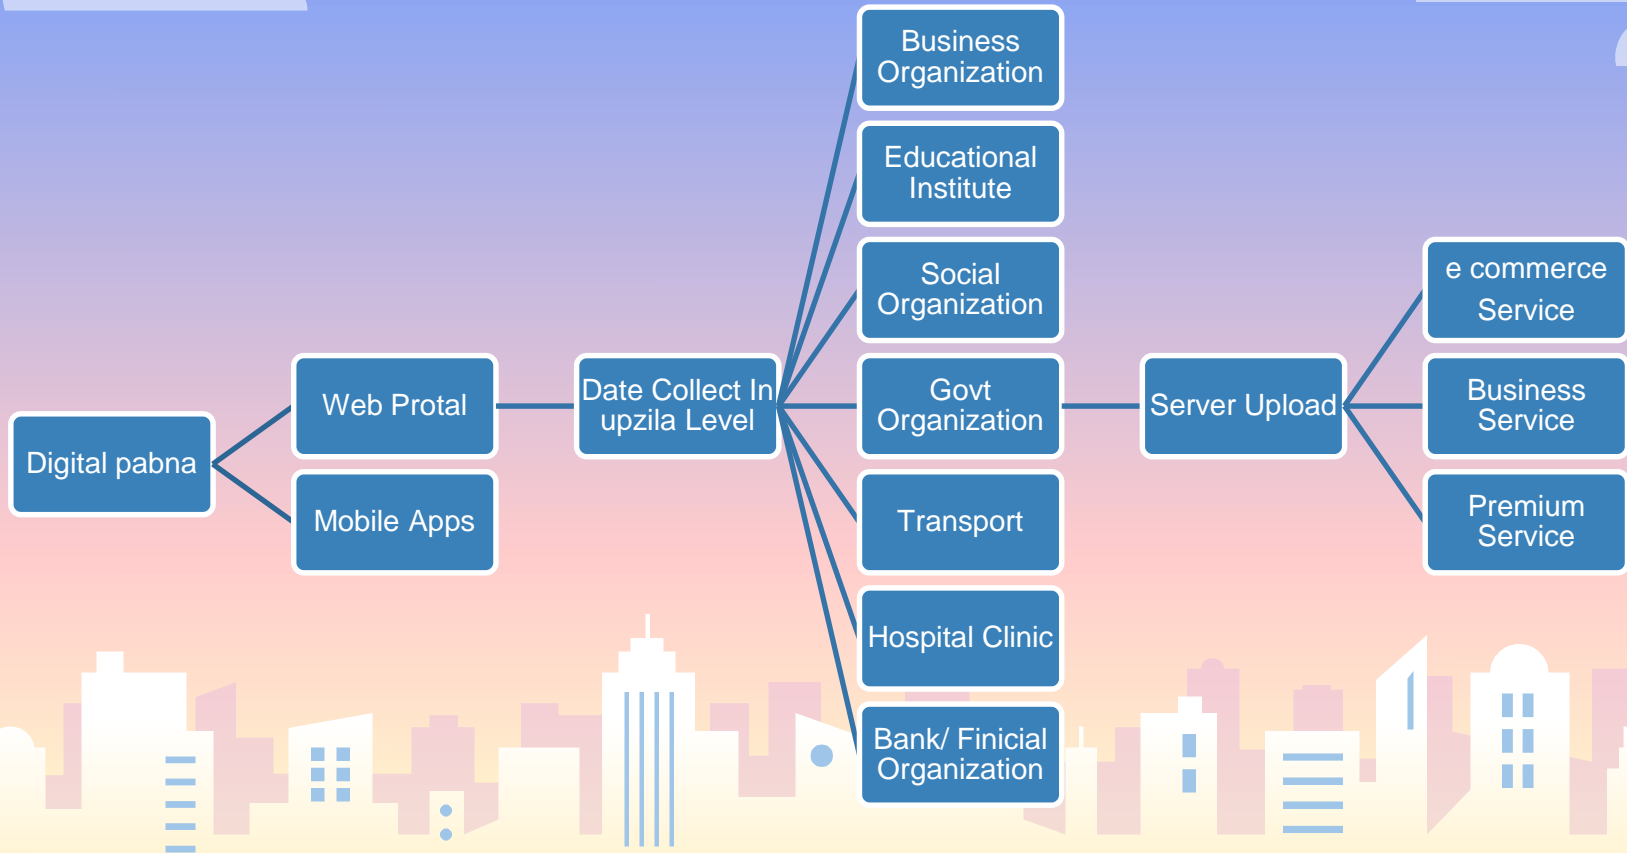 Digital pabna
Web Protal
Mobile Apps
Date Collect In
upzila Level
Business
Organization
Educational
Institute
Social
Organization
Govt
Organization
Transport
Hospital Clinic
Bank/ Finicial
Organization
Server Upload
e commerce
Service
Business
Service
Premium
Service